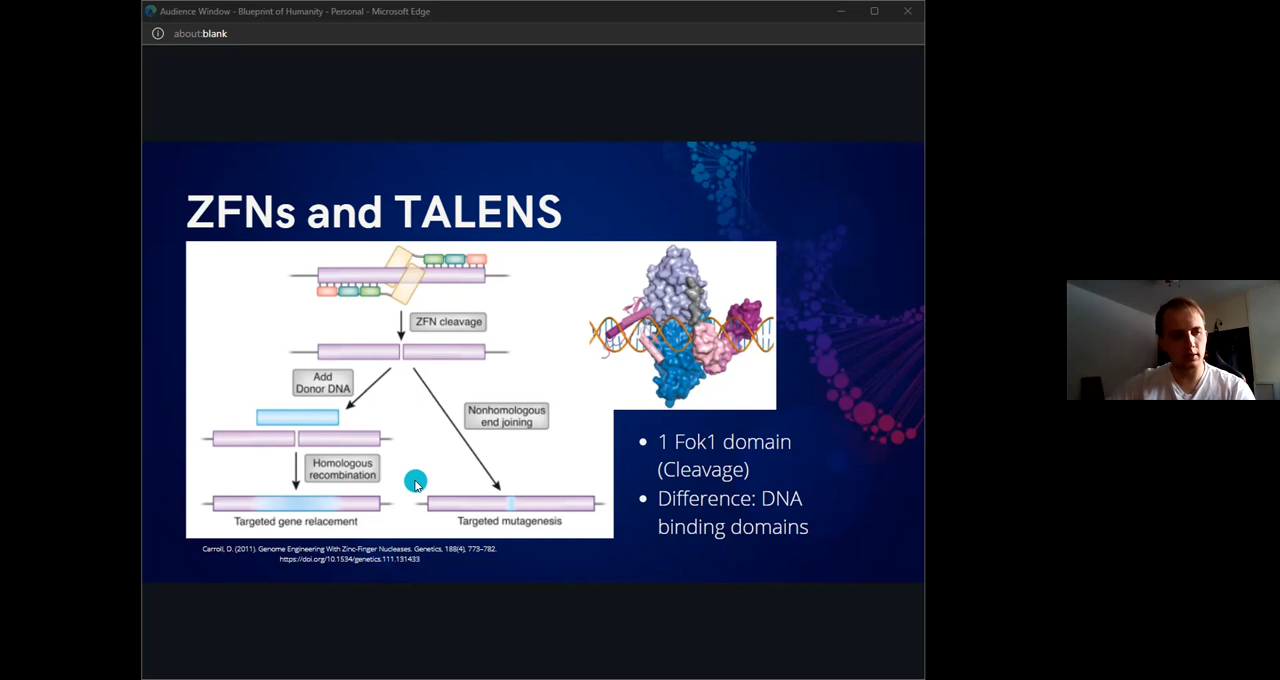 Audience Window - Blueprint of Humanity - Personal - Microsoft Edge
about:blank
ZFNs and TALENS
ZFN cleavage
Add
Donor DNA
Nonhomologous
end joining
Homologous
recombination
Targeted gene relacement
Targeted mutagenesis
Carroll, D. (2011). Genome Engineering With Zinc-Finger Nucleases. Genetics, 188(4), 773–782.
https://doi.org/10.1534/genetics.111.131433
• 1 Fok1 domain
(Cleavage)
• Difference: DNA
binding domains